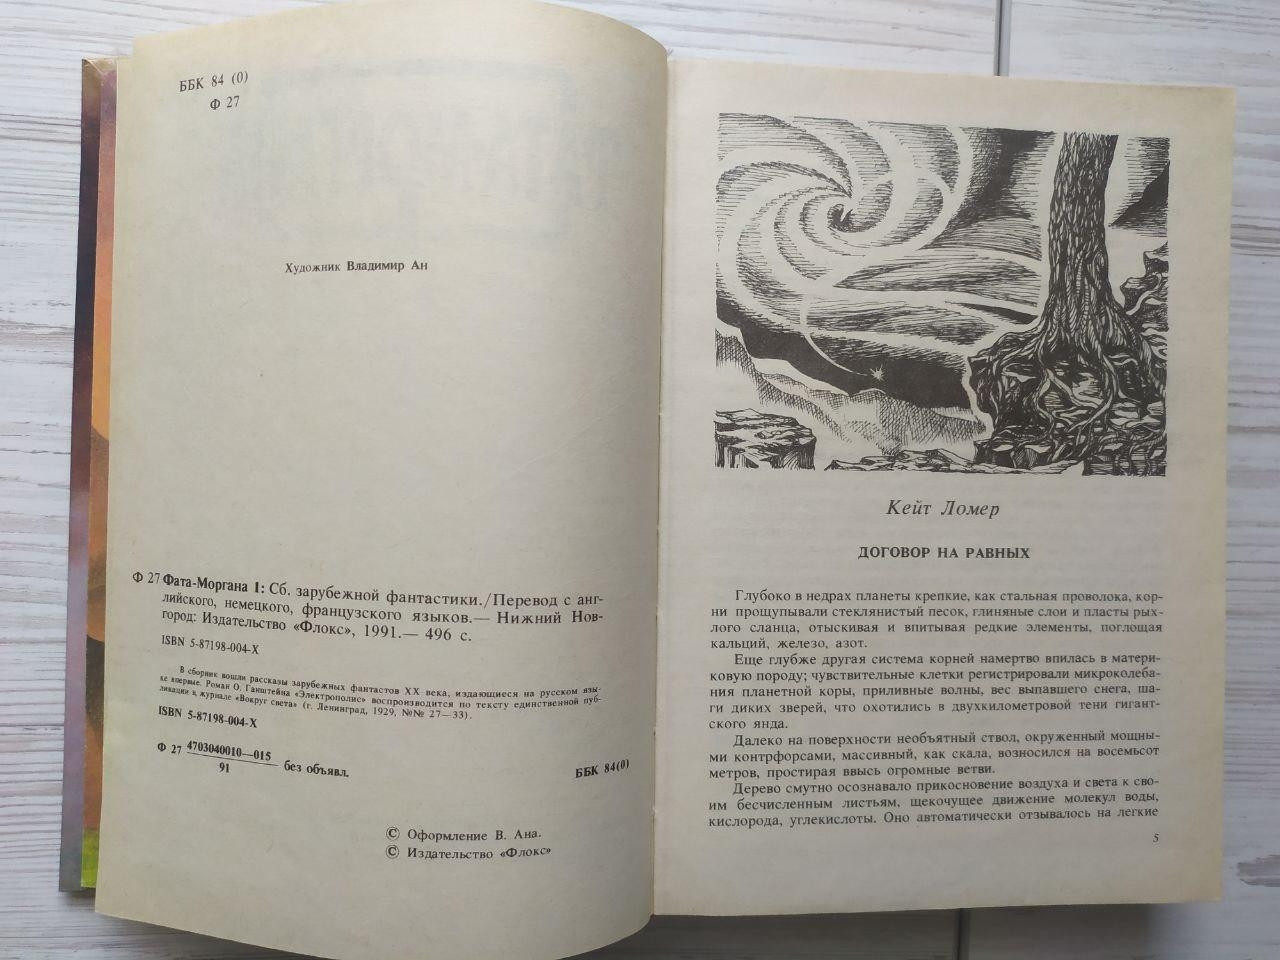 ББК 84 (0)
Ф 27
Художник Владимир Ан
Ф 27 Фата-Моргана 1: Сб. зарубежной фантастики./Перевод с анг-
лийского, немецкого, французского языков.— Нижний Нов-
город: Издательство «Флокс», 1991.— 496 с.
ISBN 5-87198-004-X
В сборник вошли рассказы зарубежных фантастов XX века, издающиеся на русском язы-
ке впервые. Роман О. Ганштейна «Электрополис» воспроизводится по тексту единственной пуб-
ликации в журнале «Вокруг света» (г. Ленинград, 1929, №№ 27—33).
ISBN 5-87198-004-X
Ф 27 4703040010—015
91
без объявл.
ББК 84(0)
© Оформление В. Ана.
© Издательство «Флокс»
Кейт Ломер
ДОГОВОР НА РАВНЫХ
Глубоко в недрах планеты крепкие, как стальная проволока, кор-
ни прощупывали стеклянистый песок, глиняные слои и пласты рых-
лого сланца, отыскивая и впитывая редкие элементы, поглощая
кальций, железо, азот.
Еще глубже другая система корней намертво впилась в матери-
ковую породу; чувствительные клетки регистрировали микроколеба-
ния планетной коры, приливные волны, вес выпавшего снега, ша-
ги диких зверей, что охотились в двухкилометровой тени гигант-
ского янда.
Далеко на поверхности необъятный ствол, окруженный мощны-
ми контрфорсами, массивный, как скала, возносился на восемьсот
метров, простирая ввысь огромные ветви.
Дерево смутно осознавало прикосновение воздуха и света к сво-
им бесчисленным листьям, щекочущее движение молекул воды,
кислорода, углекислоты. Оно автоматически отзывалось на легкие
5